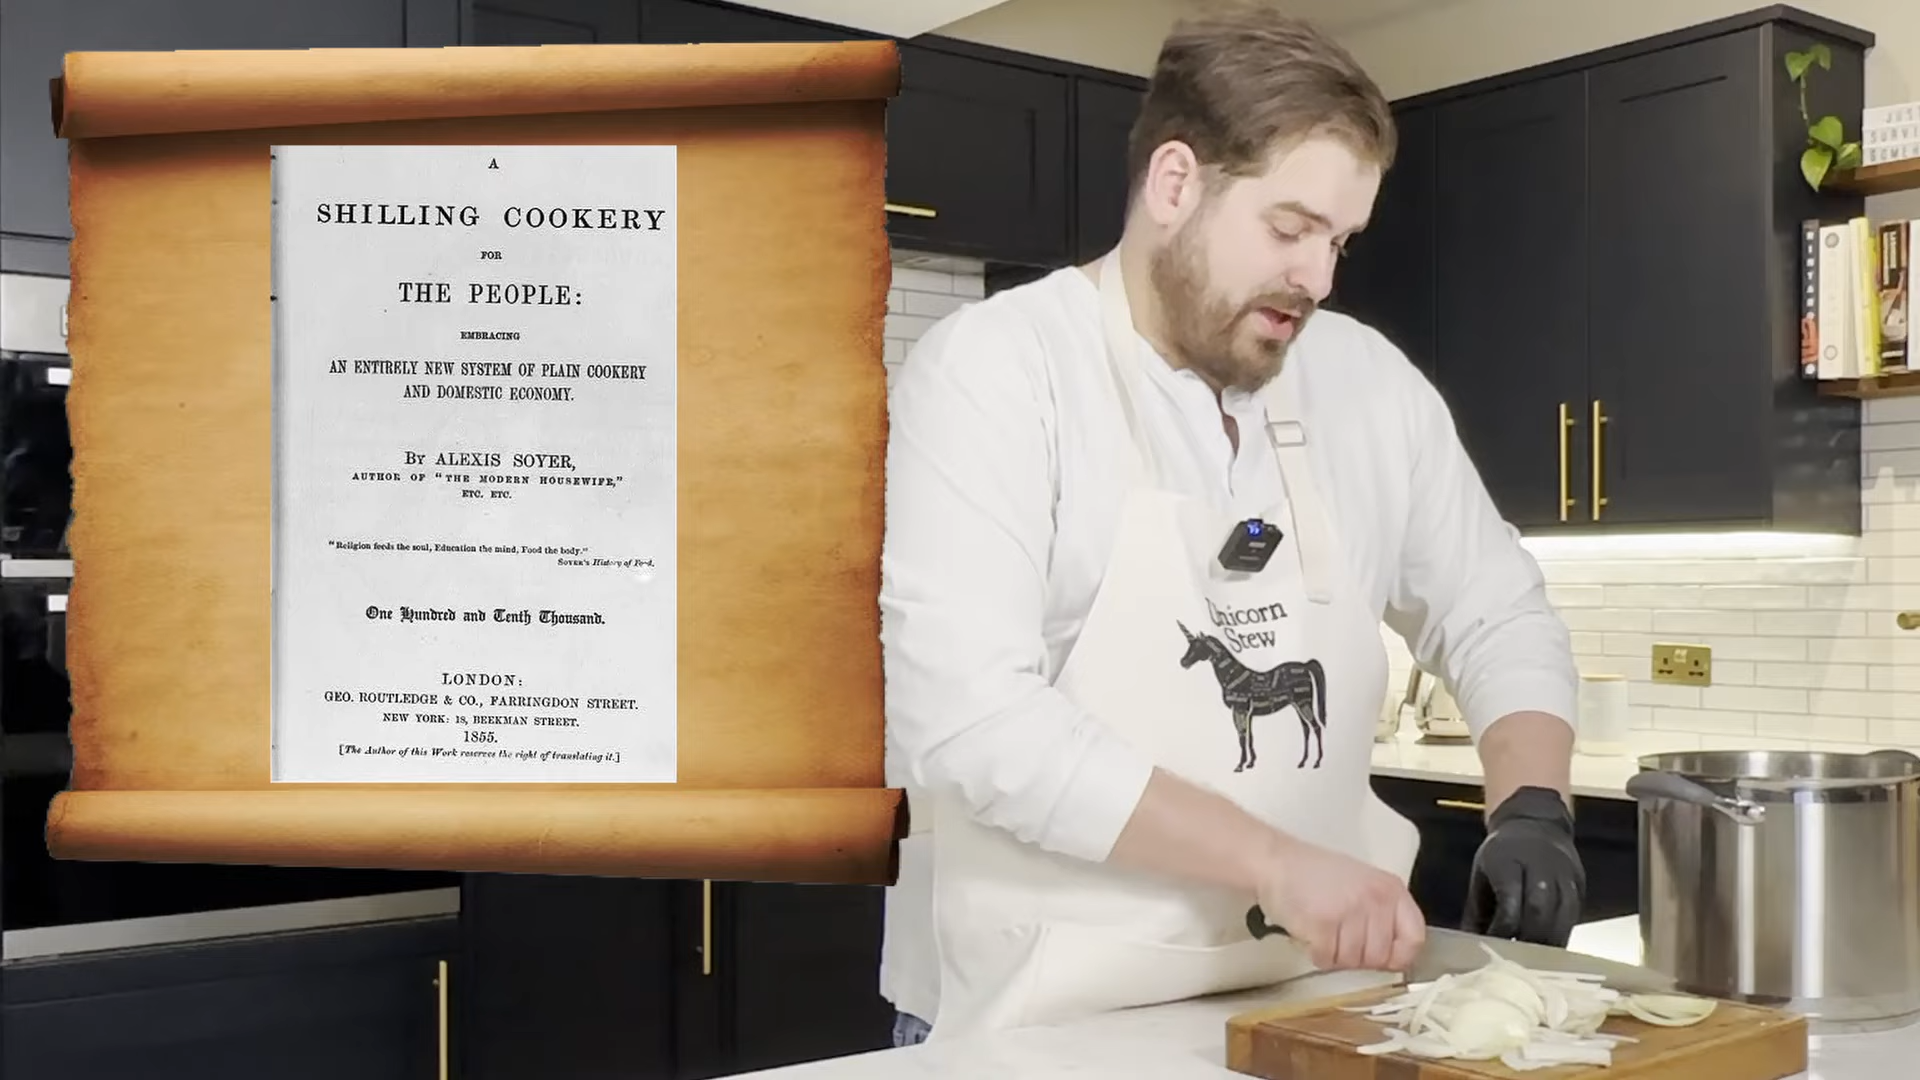 A
SHILLING COOKERY
FOR
THE PEOPLE:
EMBRACING
AN ENTIRELY NEW SYSTEM OF PLAIN COOKERY
AND DOMESTIC ECONOMY.
BY ALEXIS SOYER,
AUTHOR OF "THE MODERN HOUSEWIFE,"
ETC. ETC.
"Religion feeds the soul, Education the mind, Food the body."
SOYER'S History of Food.
One Hundred and Tenth Thousand.
LONDON:
GEO. ROUTLEDGE & CO., FARRINGDON STREET.
NEW YORK: 18, BEEKMAN STREET.
1855.
[The Author of this Work reserves the right of translating it.]
Unicorn
Stew
JUST
SURVI
SOMEH